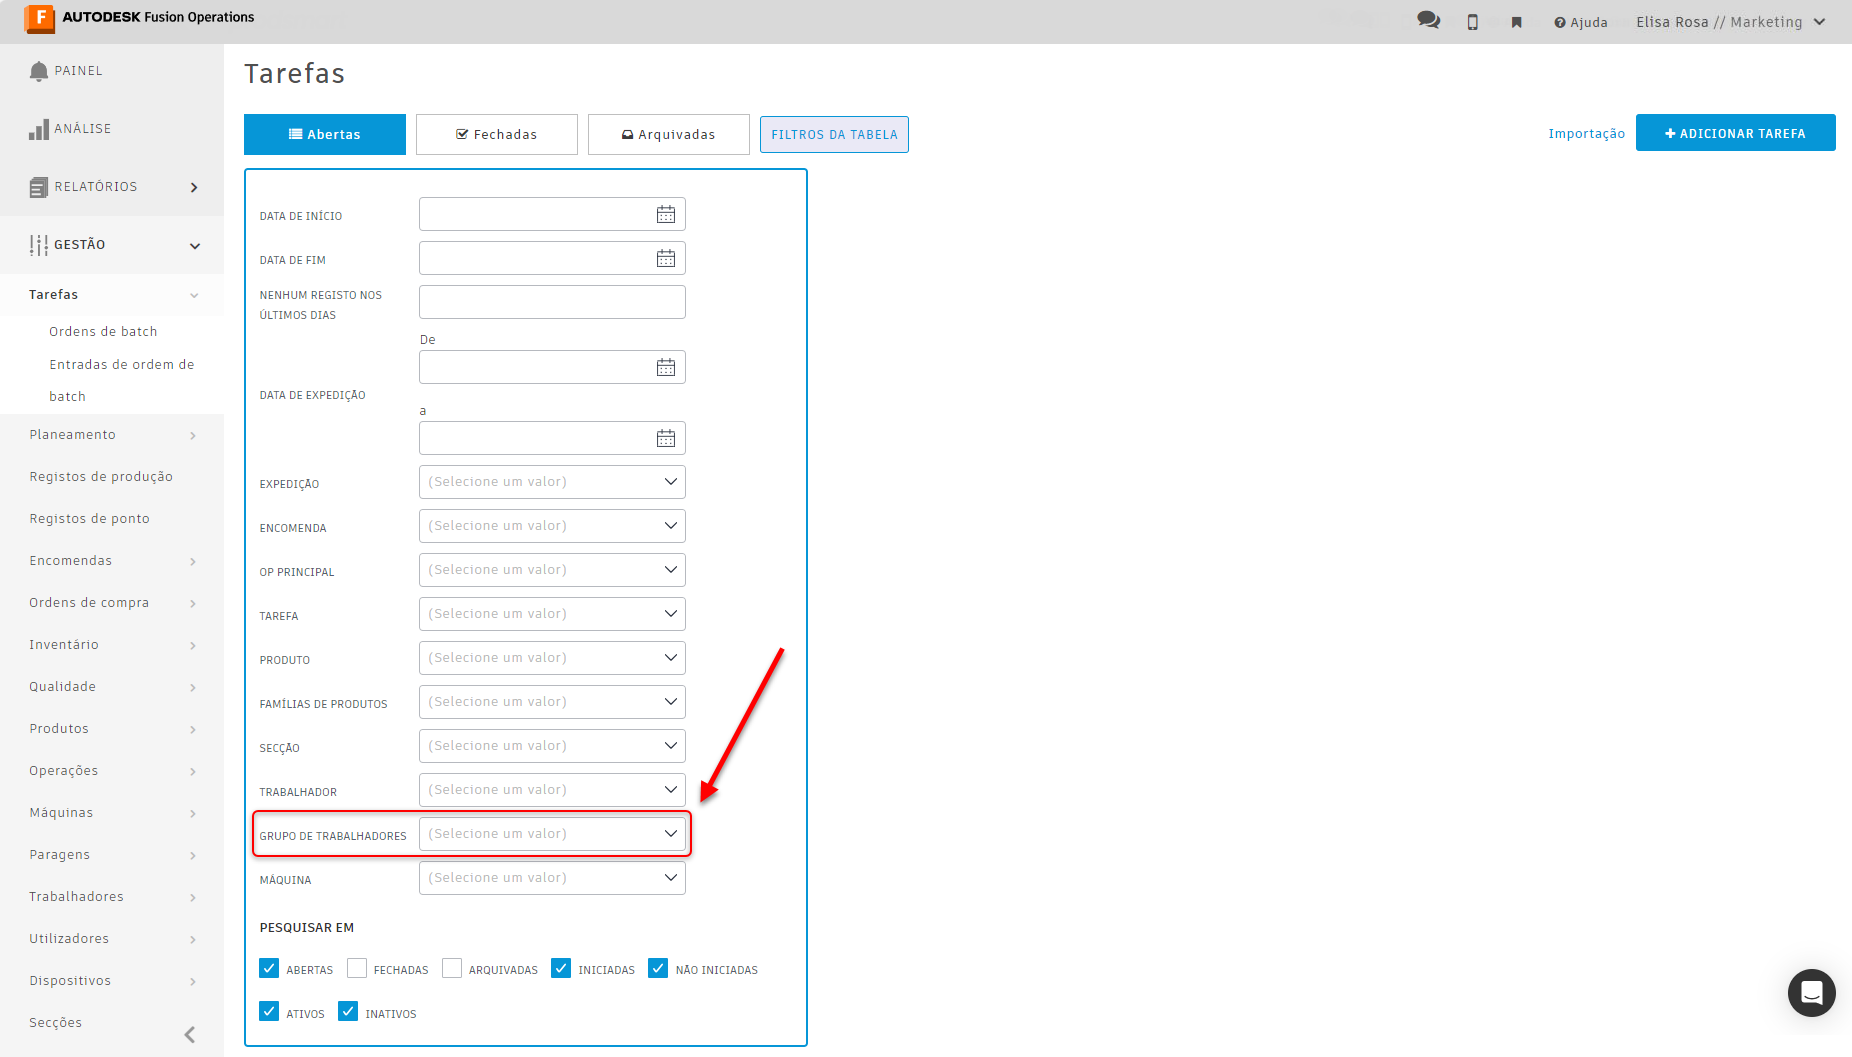 AUTODESK Fusion Operations
Ajuda
Elisa Rosa // Marketing
PAINEL
ANÁLISE
RELATÓRIOS
GESTÃO
Tarefas
Ordens de batch
Entradas de ordem de
batch
Planeamento
Registos de produção
Registos de ponto
Encomendas
Ordens de compra
Inventário
Qualidade
Produtos
Operações
Máquinas
Paragens
Trabalhadores
Utilizadores
Dispositivos
Secções
Tarefas
Abertas
Fechadas
Arquivadas
FILTROS DA TABELA
Importação
ADICIONAR TAREFA
DATA DE INÍCIO
DATA DE FIM
NENHUM REGISTO NOS
ÚLTIMOS DIAS
De
DATA DE EXPEDIÇÃO
a
EXPEDIÇÃO (Selecione um valor)
ENCOMENDA (Selecione um valor)
OP PRINCIPAL (Selecione um valor)
TAREFA (Selecione um valor)
PRODUTO (Selecione um valor)
FAMÍLIAS DE PRODUTOS (Selecione um valor)
SECÇÃO (Selecione um valor)
TRABALHADOR (Selecione um valor)
GRUPO DE TRABALHADORES (Selecione um valor)
MÁQUINA (Selecione um valor)
PESQUISAR EM
ABERTAS FECHADAS ARQUIVADAS INICIADAS NÃO INICIADAS
ATIVOS INATIVOS